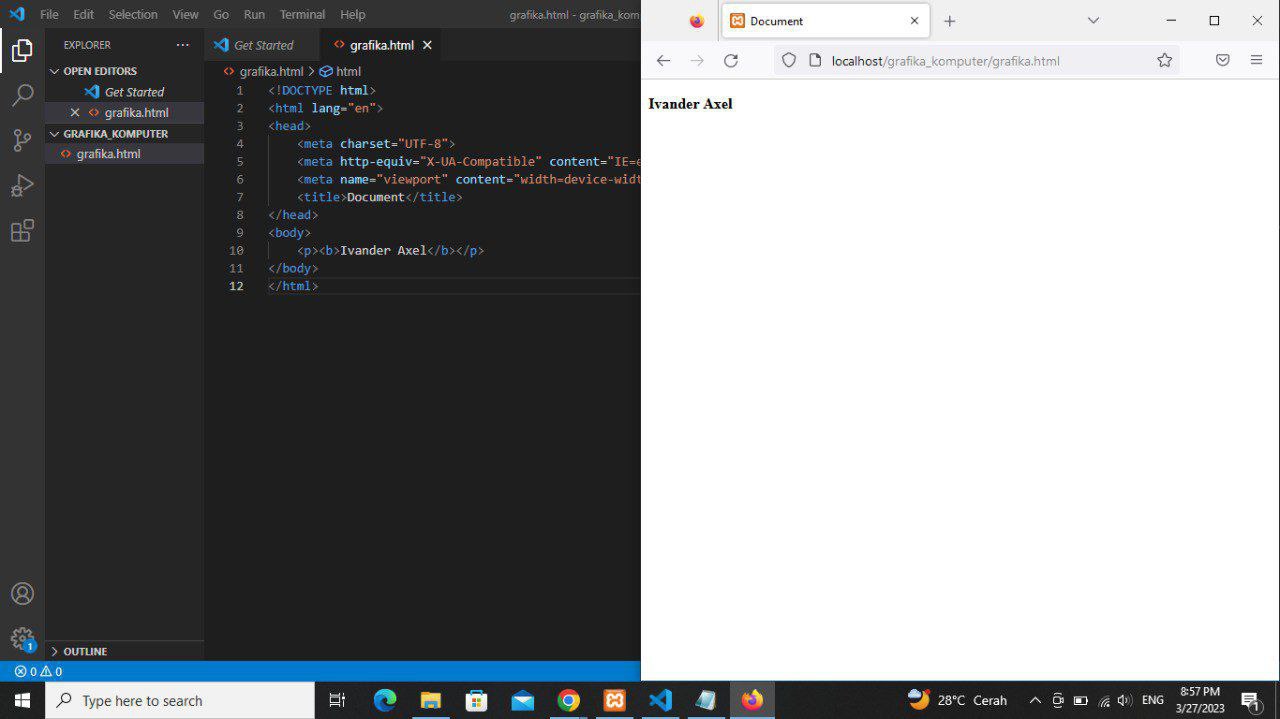 File Edit Selection View Go Run Terminal Help grafika.html - grafika_kom
EXPLORER
OPEN EDITORS
Get Started
grafika.html
GRAFIKA_KOMPUTER
grafika.html
OUTLINE
Get Started grafika.html
grafika.html > html
1 <!DOCTYPE html>
2 <html lang="en">
3 <head>
4 <meta charset="UTF-8">
5 <meta http-equiv="X-UA-Compatible" content="IE=e
6 <meta name="viewport" content="width=device-widt
7 <title>Document</title>
8 </head>
9 <body>
10 <p><b>Ivander Axel</b></p>
11 </body>
12 </html>
1
0 0
Document
localhost/grafika_komputer/grafika.html
Ivander Axel
Type here to search
28°C Cerah
ENG
8:57 PM
3/27/2023
1